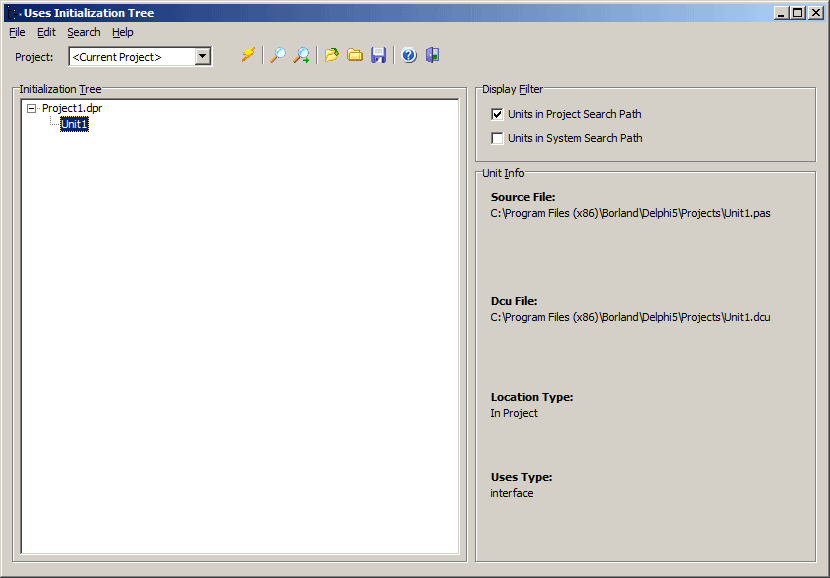 Uses Initialization Tree
File Edit Search Help
Project: <Current Project>
Initialization Tree
Project1.dpr
Unit1
Display Filter
Units in Project Search Path
Units in System Search Path
Unit Info
Source File:
C:\Program Files (x86)\Borland\Delphi5\Projects\Unit1.pas
Dcu File:
C:\Program Files (x86)\Borland\Delphi5\Projects\Unit1.dcu
Location Type:
In Project
Uses Type:
interface